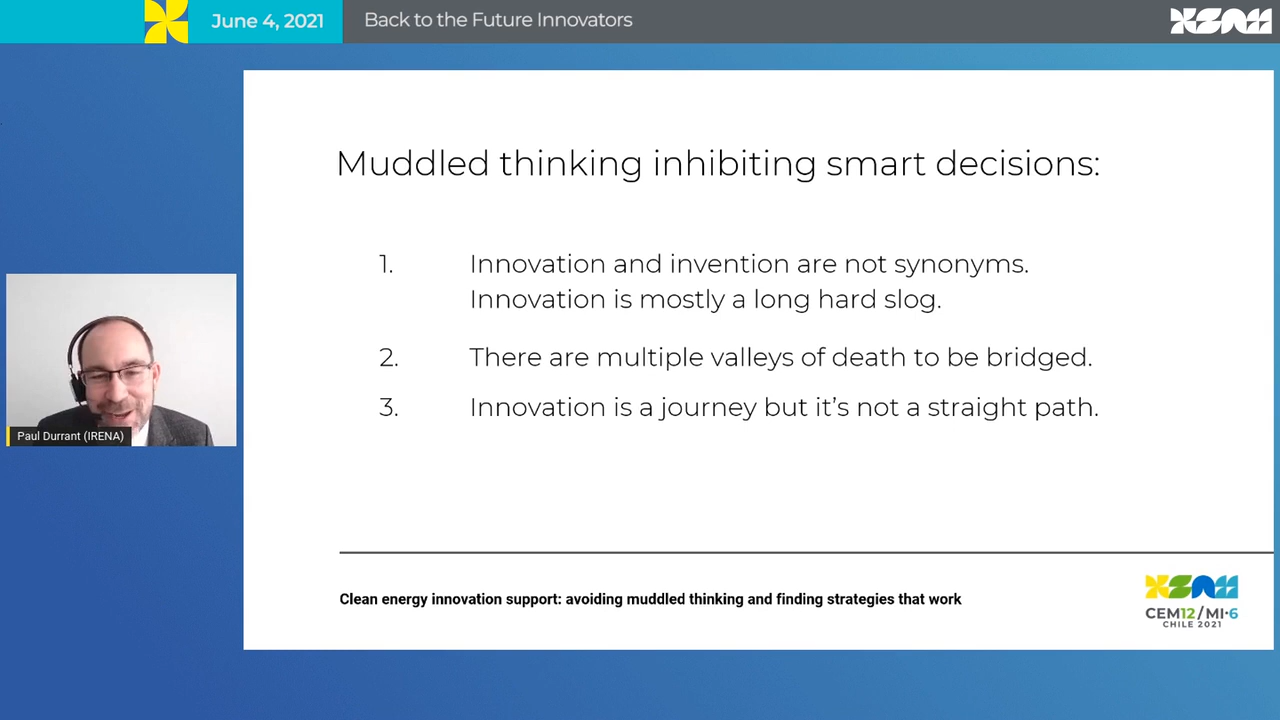 June 4, 2021
Back to the Future Innovators
Muddled thinking inhibiting smart decisions:
1. Innovation and invention are not synonyms.
Innovation is mostly a long hard slog.
2. There are multiple valleys of death to be bridged.
3. Innovation is a journey but it’s not a straight path.
Paul Durrant (IRENA)
Clean energy innovation support: avoiding muddled thinking and finding strategies that work
CEM12/MI·6
CHILE 2021